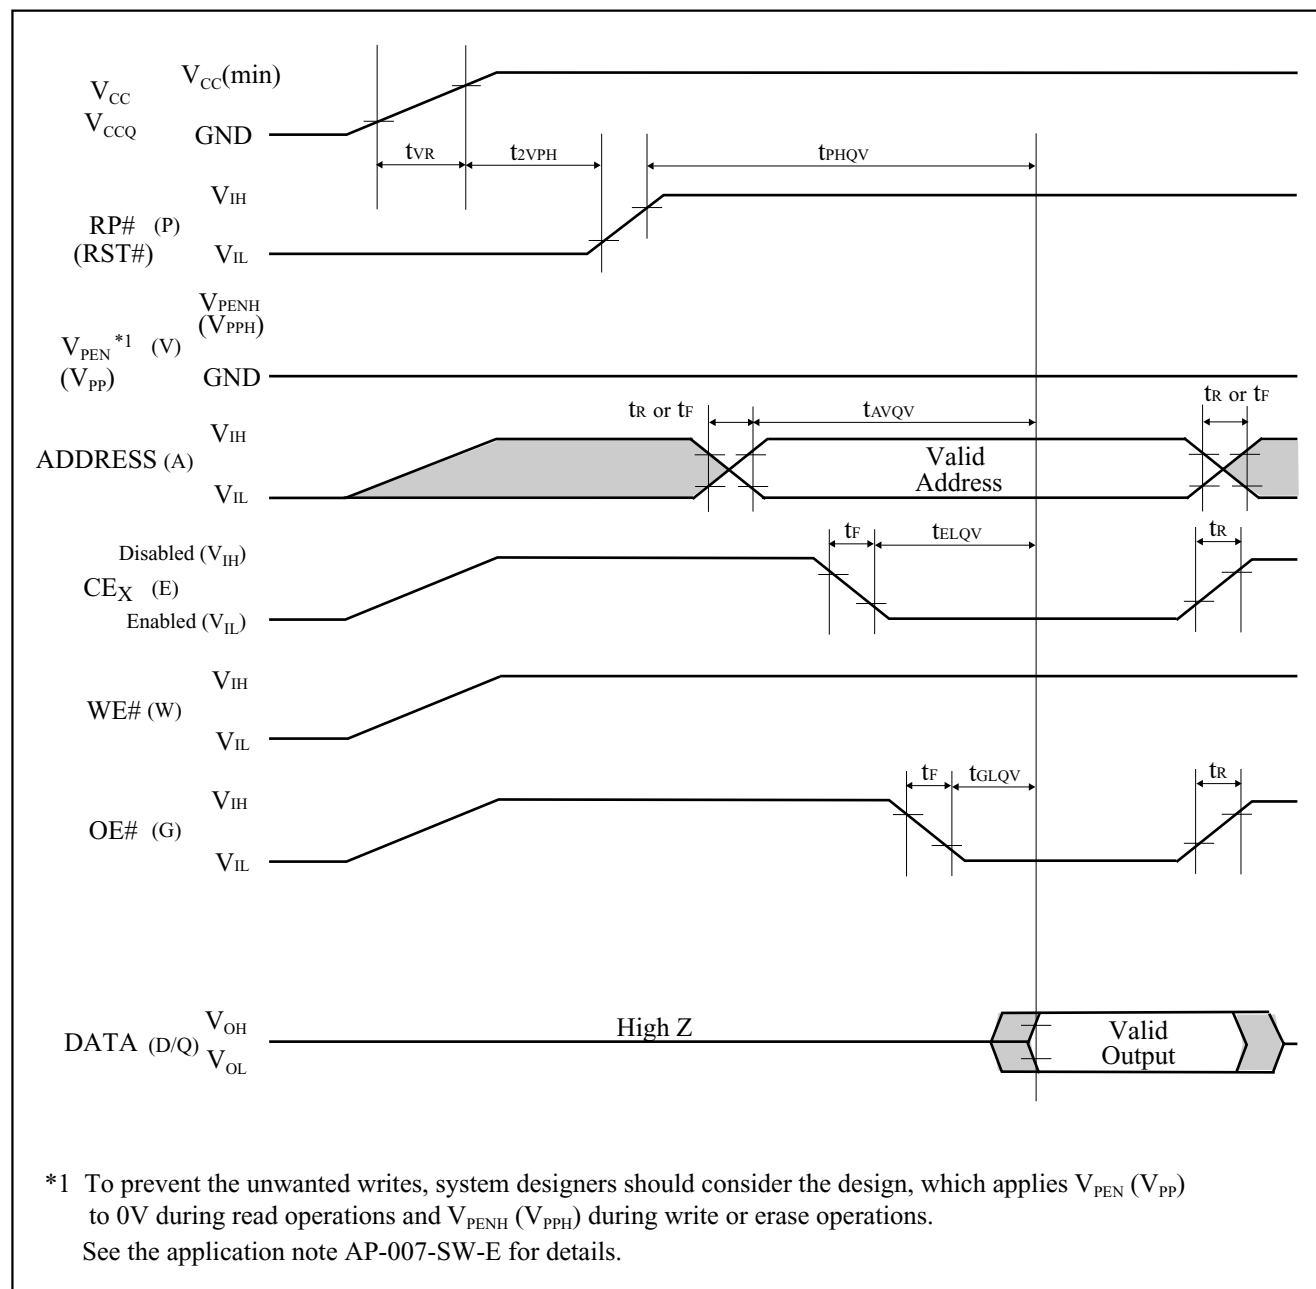 VCC(min)
VCC
VCCQ
GND
tVR
t2VPH
tPHQV
VIH
RP# (P)
(RST#)
VIL
VPENH
(VPPH)
VPEN *1 (V)
(VPP)
GND
tR or tF
tAVQV
tR or tF
VIH
ADDRESS (A)
Valid
Address
VIL
tF
tELQV
tR
Disabled (VIH)
CEX (E)
Enabled (VIL)
VIH
WE# (W)
VIL
tF
tGLQV
tR
VIH
OE# (G)
VIL
VOH
High Z
Valid
Output
DATA (D/Q)
VOL
*1 To prevent the unwanted writes, system designers should consider the design, which applies VPEN (VPP)
to 0V during read operations and VPENH (VPPH) during write or erase operations.
See the application note AP-007-SW-E for details.